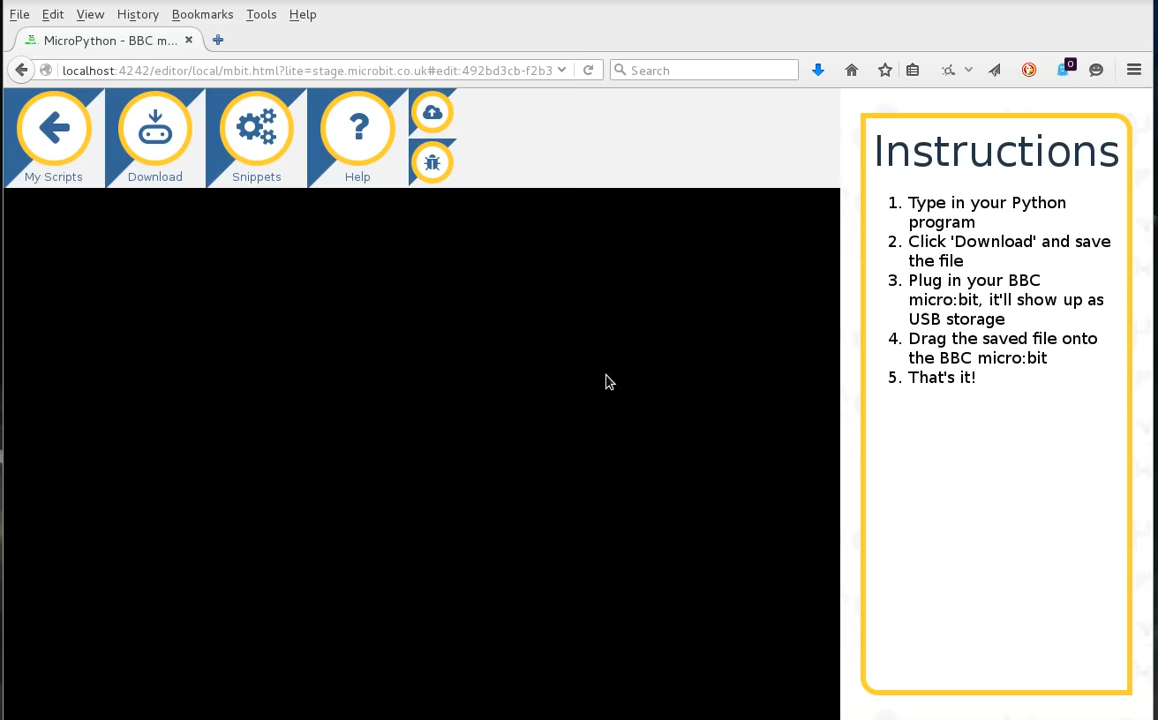 File Edit View History Bookmarks Tools Help
MicroPython - BBC m...
localhost:4242/editor/local/mbit.html?lite=stage.microbit.co.uk#edit:492bd3cb-f2b3
Search
0
My Scripts Download Snippets ? Help
Instructions
1. Type in your Python
program
2. Click 'Download' and save
the file
3. Plug in your BBC
micro:bit, it'll show up as
USB storage
4. Drag the saved file onto
the BBC micro:bit
5. That's it!